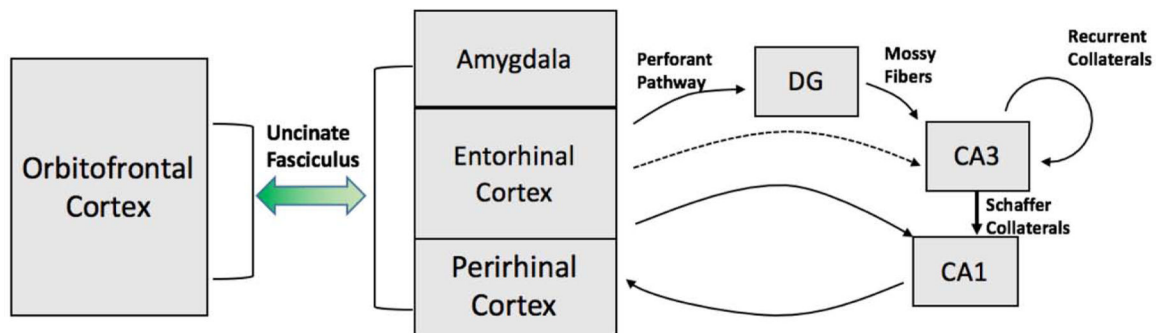 Orbitofrontal
Cortex
Uncinate
Fasciculus
Amygdala
Entorhinal
Cortex
Perirhinal
Cortex
Perforant
Pathway
DG
Mossy
Fibers
Recurrent
Collaterals
CA3
Schaffer
Collaterals
CA1